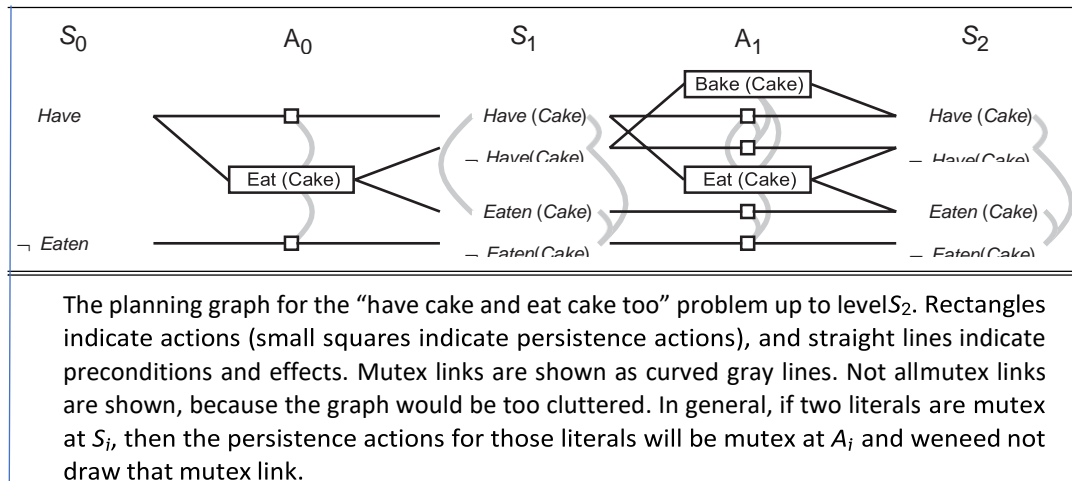 S0 A0 S1 A1 S2
Bake (Cake)
Have Have (Cake) Have (Cake)
¬ Have(Cake) ¬ Have(Cake)
Eat (Cake) Eat (Cake)
Eaten (Cake) Eaten (Cake)
¬ Eaten ¬ Eaten(Cake) ¬ Eaten(Cake)
The planning graph for the “have cake and eat cake too” problem up to levelS2. Rectangles
indicate actions (small squares indicate persistence actions), and straight lines indicate
preconditions and effects. Mutex links are shown as curved gray lines. Not allmutex links
are shown, because the graph would be too cluttered. In general, if two literals are mutex
at Si, then the persistence actions for those literals will be mutex at Ai and weneed not
draw that mutex link.